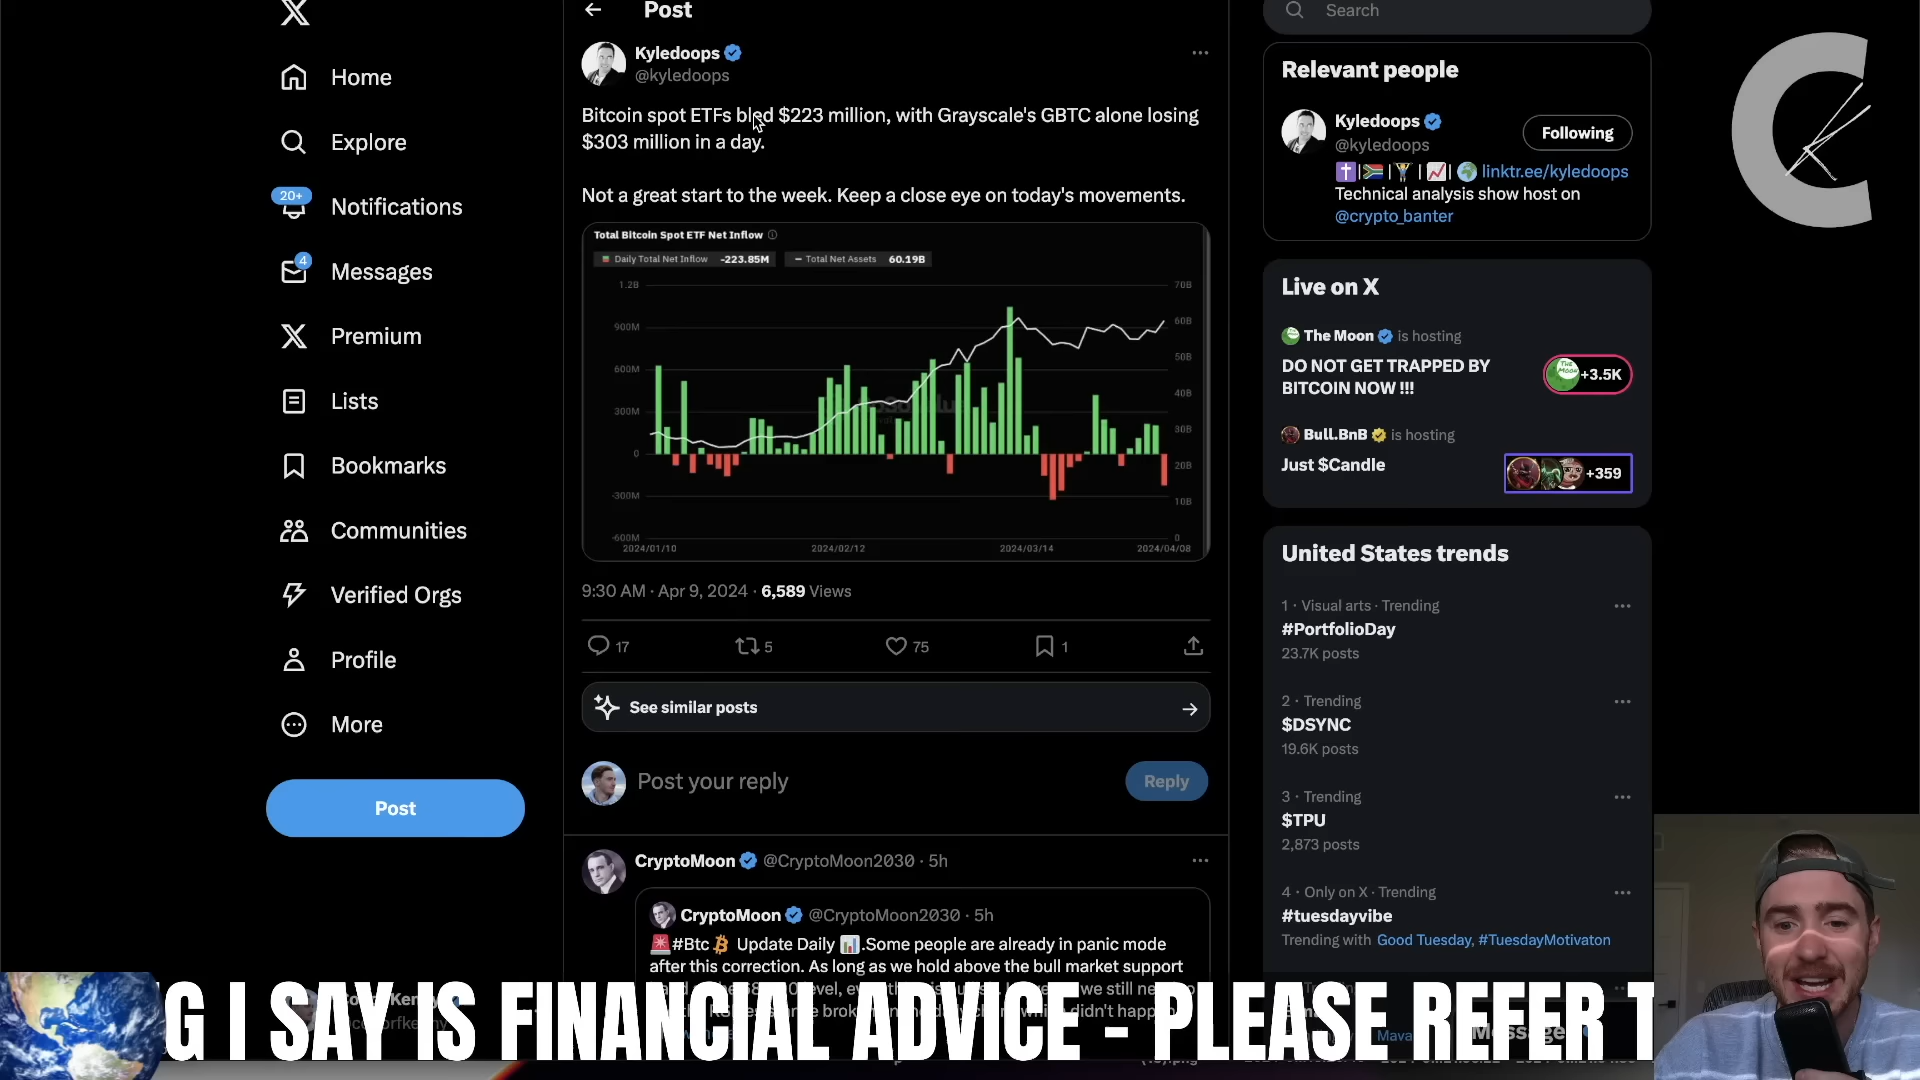 Home
Explore
20+
Notifications
4
Messages
Premium
Lists
Bookmarks
Communities
Verified Orgs
Profile
More
Post
Post
Kyledoops
@kyledoops
Bitcoin spot ETFs bled $223 million, with Grayscale's GBTC alone losing
$303 million in a day.
Not a great start to the week. Keep a close eye on today's movements.
Total Bitcoin Spot ETF Net Inflow
Daily Total Net Inflow -223.85M Total Net Assets 60.19B
1.2B
900M
600M
300M
0
-300M
-600M
70B
60B
50B
40B
30B
20B
10B
0
2024/01/10 2024/02/12 2024/03/14 2024/04/08
9:30 AM · Apr 9, 2024 · 6,589 Views
17 5 75 1
See similar posts
Post your reply
Reply
CryptoMoon @CryptoMoon2030 · 5h
CryptoMoon @CryptoMoon2030 · 5h
#Btc Update Daily .Some people are already in panic mode
after this correction. As long as we hold above the bull market support
Search
Relevant people
Kyledoops
@kyledoops
Following
linktr.ee/kyledoops
Technical analysis show host on
@crypto_banter
Live on X
The Moon is hosting
DO NOT GET TRAPPED BY
BITCOIN NOW !!!
+3.5K
Bull.BnB is hosting
Just $Candle
+359
United States trends
1 · Visual arts · Trending
#PortfolioDay
23.7K posts
2 · Trending
$DSYNC
19.6K posts
3 · Trending
$TPU
2,873 posts
4 · Only on X · Trending
#tuesdayvibe
Trending with Good Tuesday, #TuesdayMotivaton
G I SAY IS FINANCIAL ADVICE - PLEASE REFER T